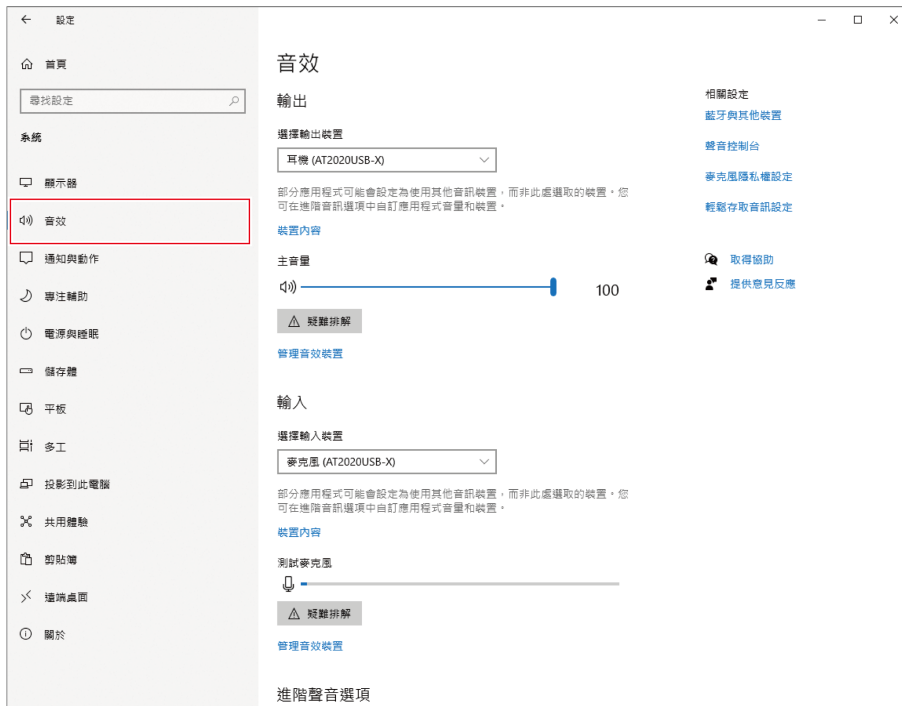 設定
首頁
尋找設定
系統
顯示器
音效
通知與動作
專注輔助
電源與睡眠
儲存體
平板
多工
投影到此電腦
共用體驗
剪貼簿
遠端桌面
關於
音效
輸出
選擇輸出裝置
耳機 (AT2020USB-X)
部分應用程式可能會設定為使用其他音訊裝置，而非此處選取的裝置。您
可在進階音訊選項中自訂應用程式音量和裝置。
裝置內容
主音量
100
疑難排解
管理音效裝置
輸入
選擇輸入裝置
麥克風 (AT2020USB-X)
部分應用程式可能會設定為使用其他音訊裝置，而非此處選取的裝置。您
可在進階音訊選項中自訂應用程式音量和裝置。
裝置內容
測試麥克風
疑難排解
管理音效裝置
進階聲音選項
相關設定
藍牙與其他裝置
聲音控制台
麥克風隱私權設定
輕鬆存取音訊設定
取得協助
提供意見反應